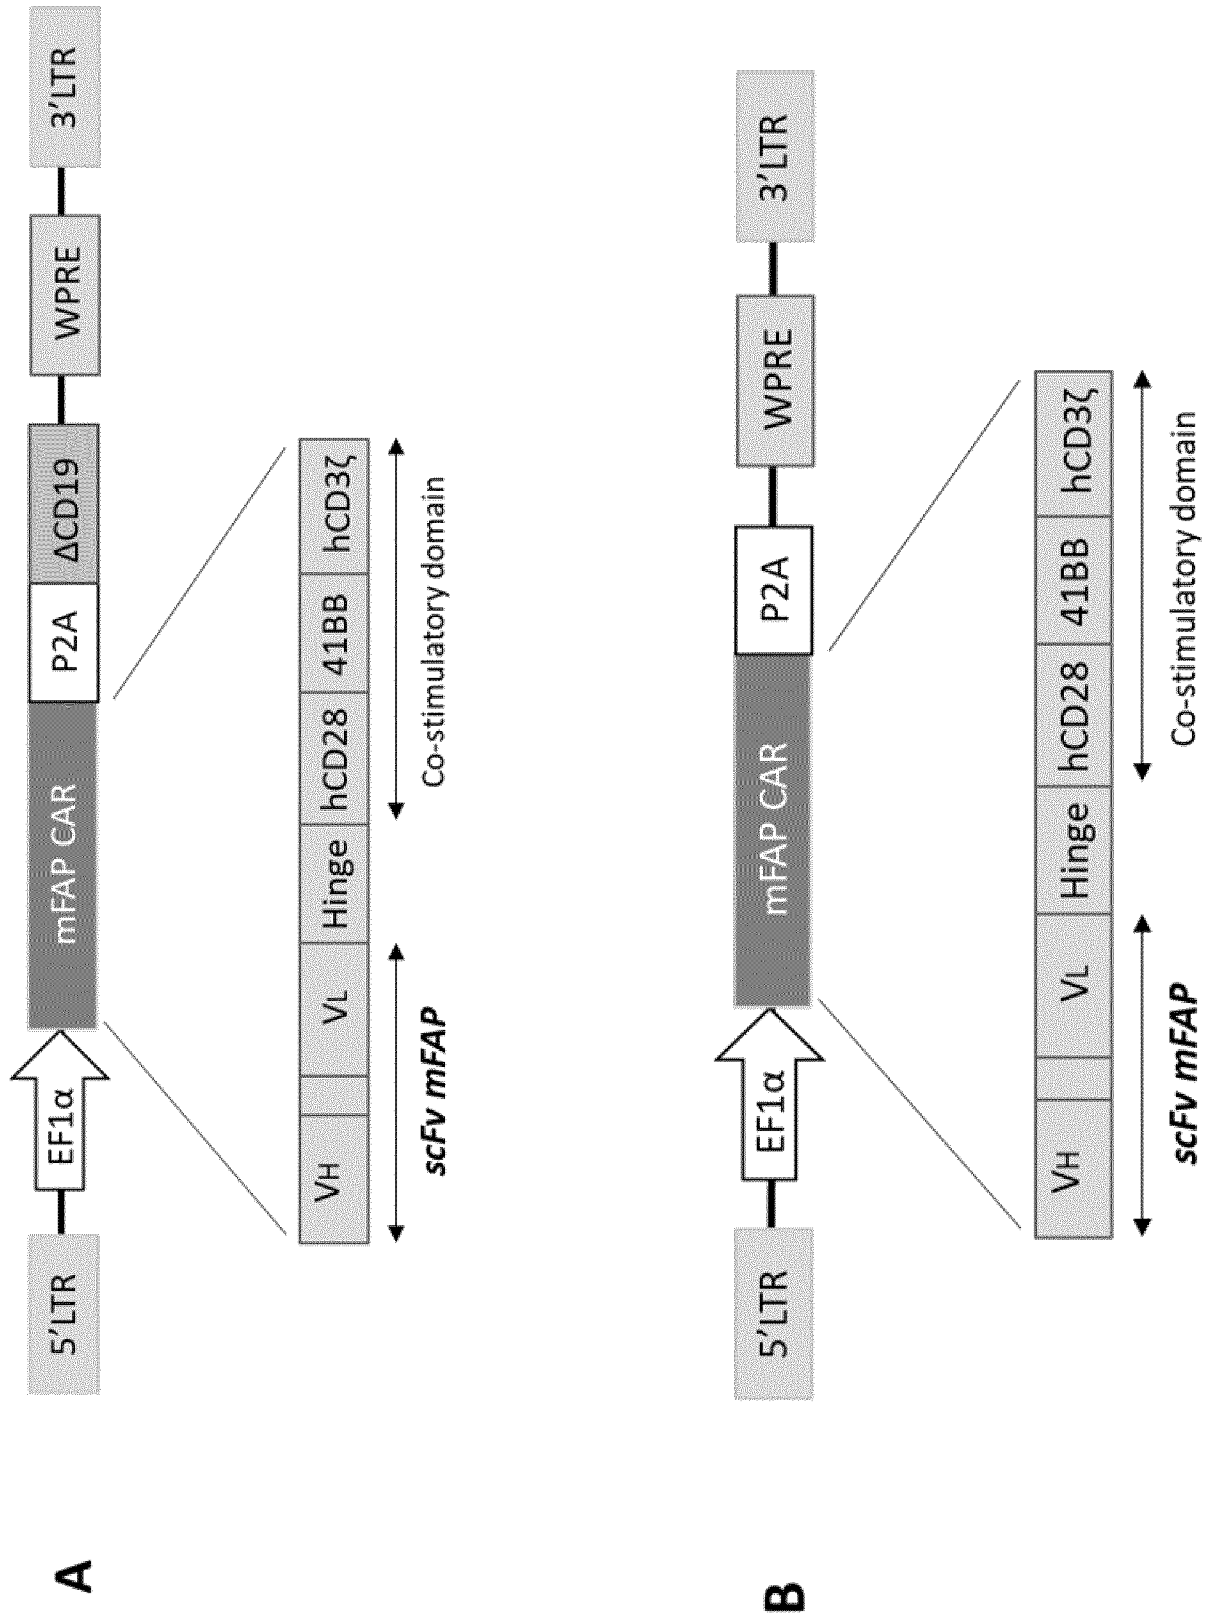 A
5'LTR EF1α mFAP CAR P2A ΔCD19 WPRE 3'LTR
VH VL Hinge hCD28 41BB hCD3ζ
scFv mFAP Co-stimulatory domain
B
5'LTR EF1α mFAP CAR P2A WPRE 3'LTR
VH VL Hinge hCD28 41BB hCD3ζ
scFv mFAP Co-stimulatory domain